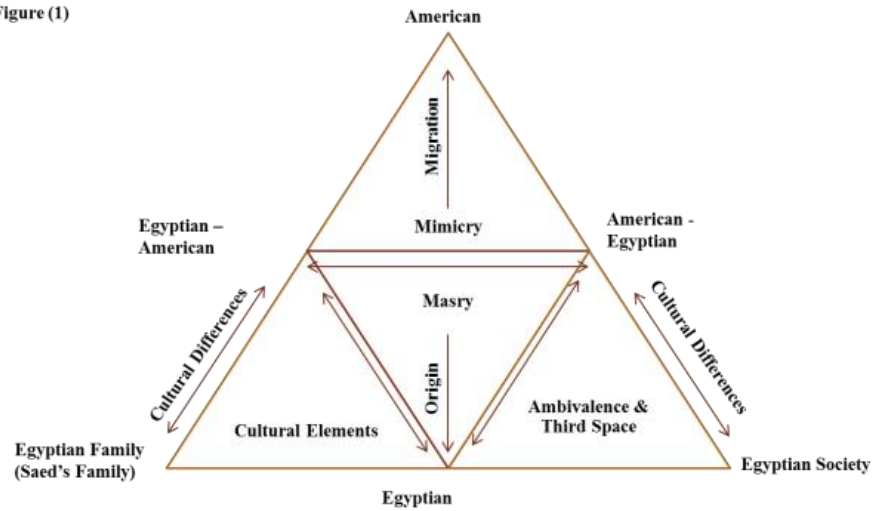 Figure (1)
American
Migration
Egyptian –
American
Mimicry
American -
Egyptian
Masry
Cultural Differences
Origin
Cultural Differences
Cultural Elements
Ambivalence &
Third Space
Egyptian Family
(Saed's Family)
Egyptian Society
Egyptian